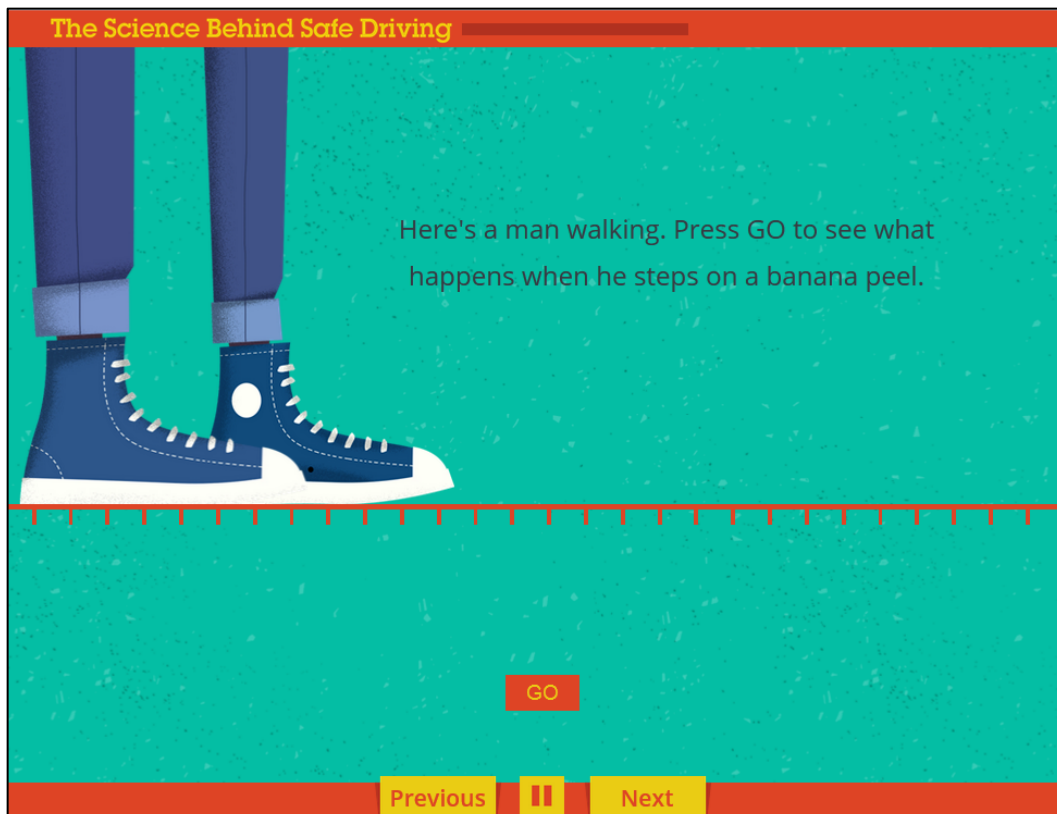 The Science Behind Safe Driving
Here's a man walking. Press GO to see what
happens when he steps on a banana peel.
GO
Previous
Next